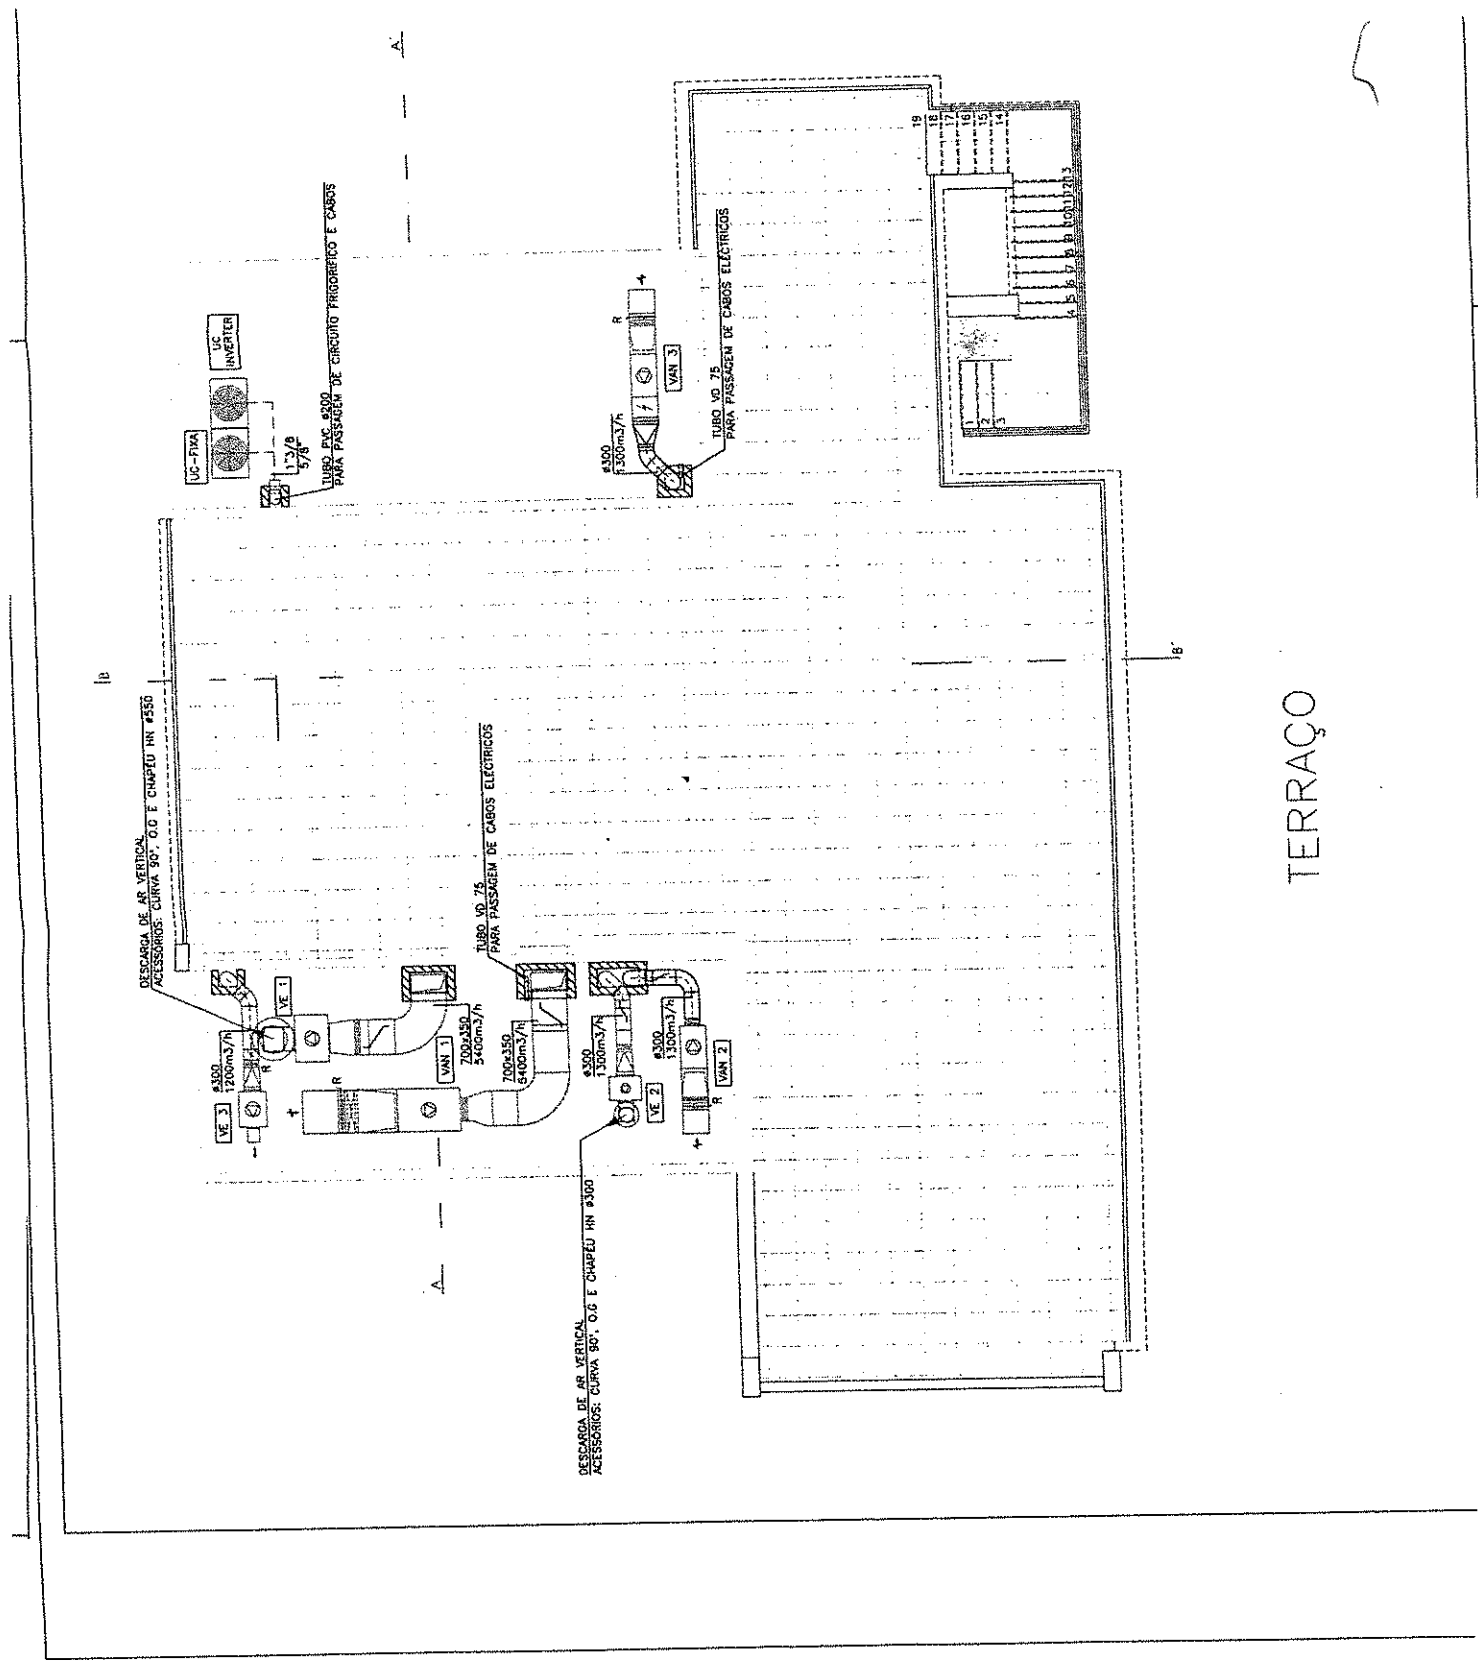 A
DESCARGA DE AR VERTICAL
ACESSÓRIOS: CURVA 90°, O.G E CHAPÉU HN ø550
B
UC-FIXA
UC
INVERTER
1"3/8
5/8"
TUBO PVC ø200
PARA PASSAGEM DE CIRCUITO FRIGORIFICO E CABOS
A'
VE 3
ø300
1200m3/h
R
VE 1
R
VAN 1
700x350
5400m3/h
TUBO VD 75
PARA PASSAGEM DE CABOS ELÉCTRICOS
700x350
5400m3/h
ø300
1300m3/h
VE 2
ø300
1300m3/h
VAN 2
R
DESCARGA DE AR VERTICAL
ACESSÓRIOS: CURVA 90°, O.G E CHAPÉU HN ø300
ø300
1300m3/h
R
VAN 3
TUBO VD 75
PARA PASSAGEM DE CABOS ELÉCTRICOS
1
2
3
4
5
6
7
8
9
10
11
12
13
14
15
16
17
18
19
B'
TERRAÇO